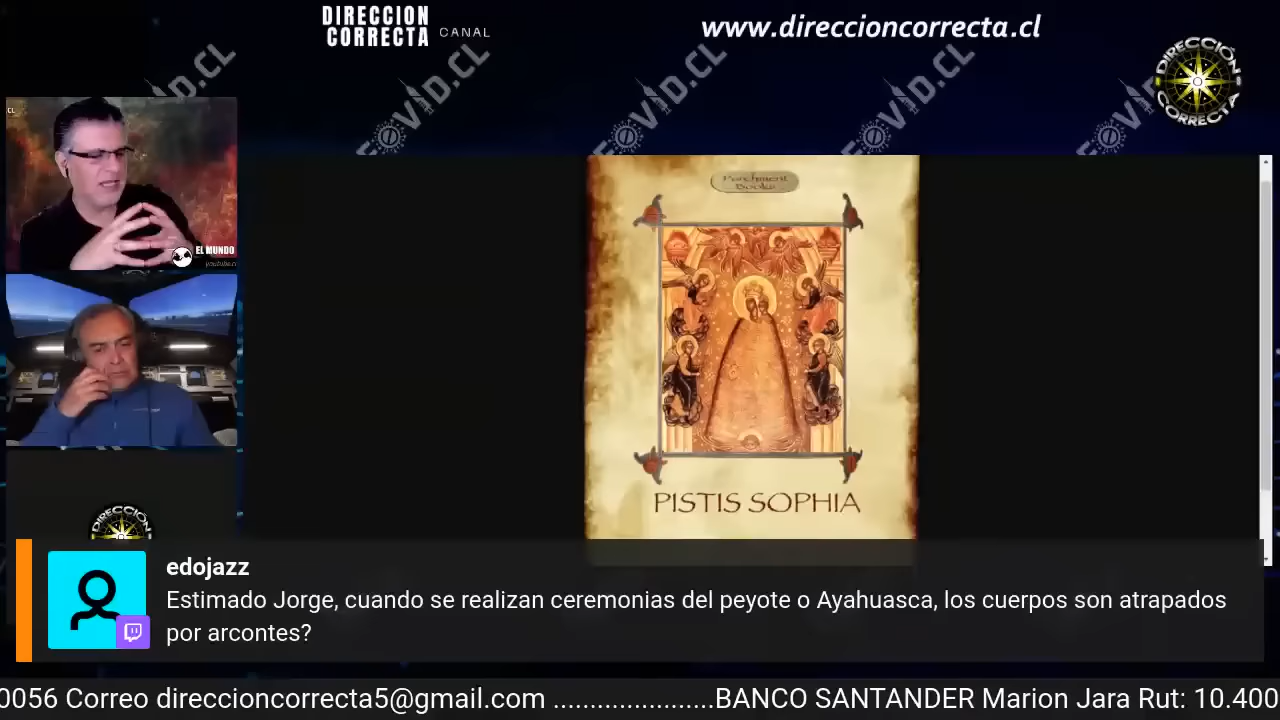 DIRECCION
CORRECTA
CANAL
www.direccioncorrecta.cl
DIRECCIÓN
CORRECTA
CL
EL MUNDO
Parchment
Books
PISTIS SOPHIA
DIRECCIÓN
edojazz
Estimado Jorge, cuando se realizan ceremonias del peyote o Ayahuasca, los cuerpos son atrapados
por arcontes?
0056 Correo direccioncorrecta5@gmail.com ......................BANCO SANTANDER Marion Jara Rut: 10.400